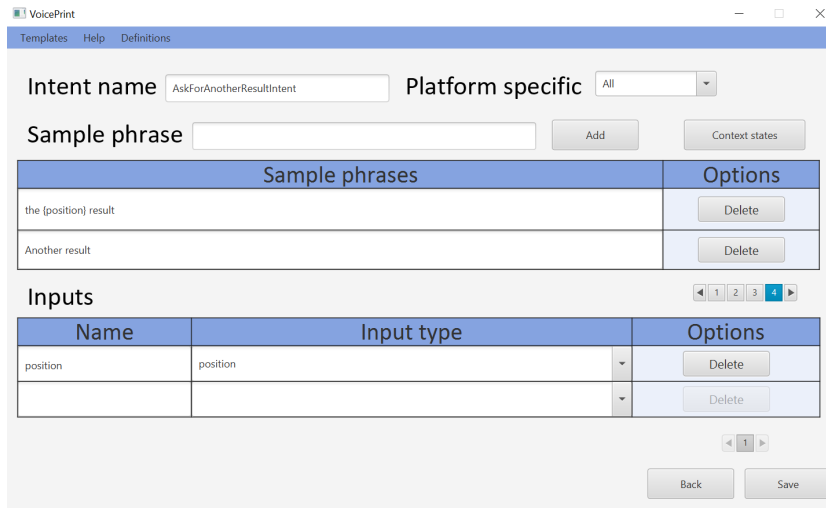 VoicePrint
Templates Help Definitions
Intent name AskForAnotherResultIntent Platform specific All
Sample phrase Add Context states
Sample phrases Options
the {position} result Delete
Another result Delete
Inputs 1 2 3 4
Name Input type Options
position position Delete
Delete
1
Back Save